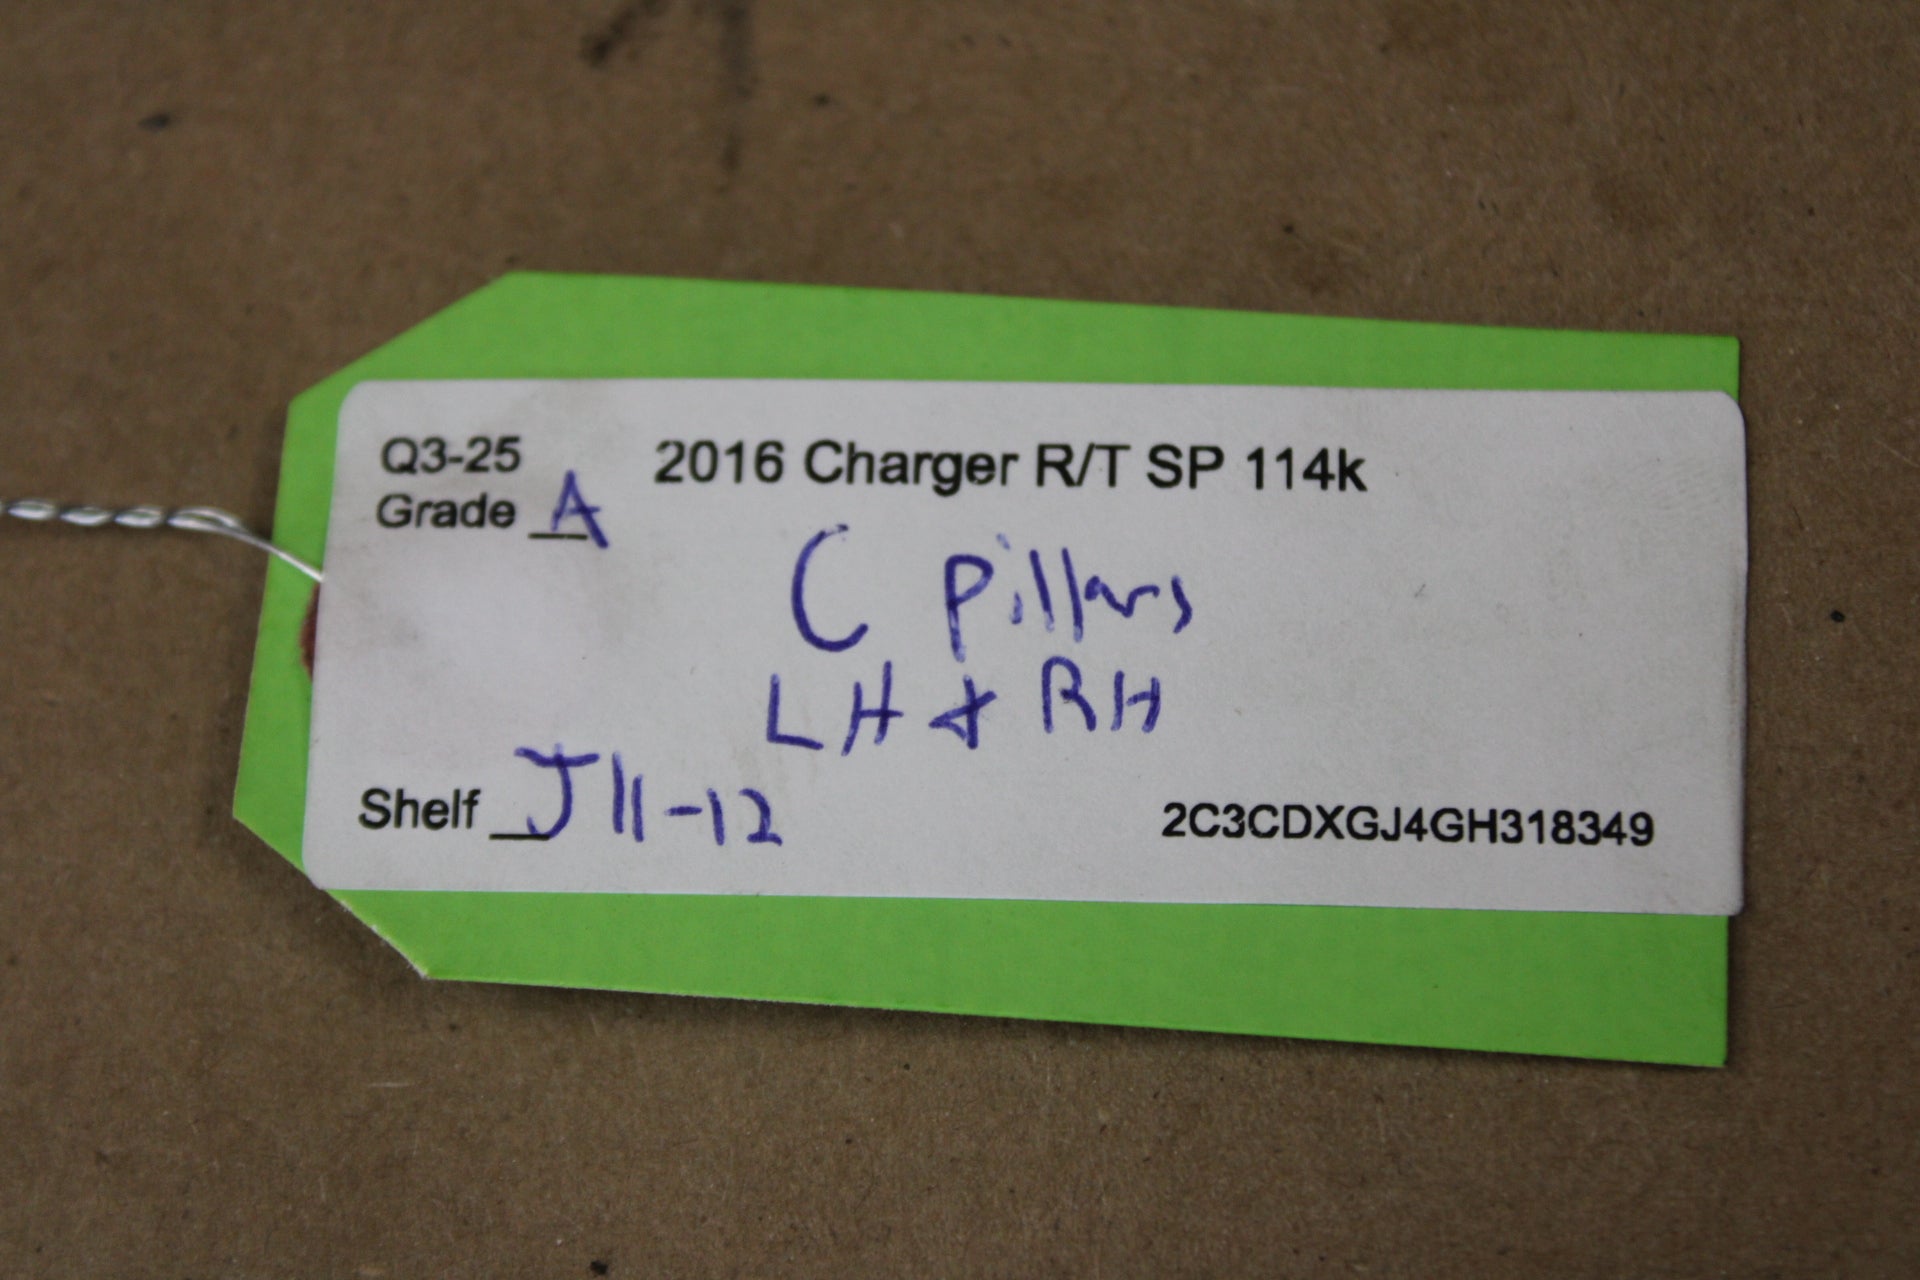 Q3-25 2016 Charger R/T SP 114k
Grade A
C Pillars
LH & RH
Shelf J11-12
2C3CDXGJ4GH318349